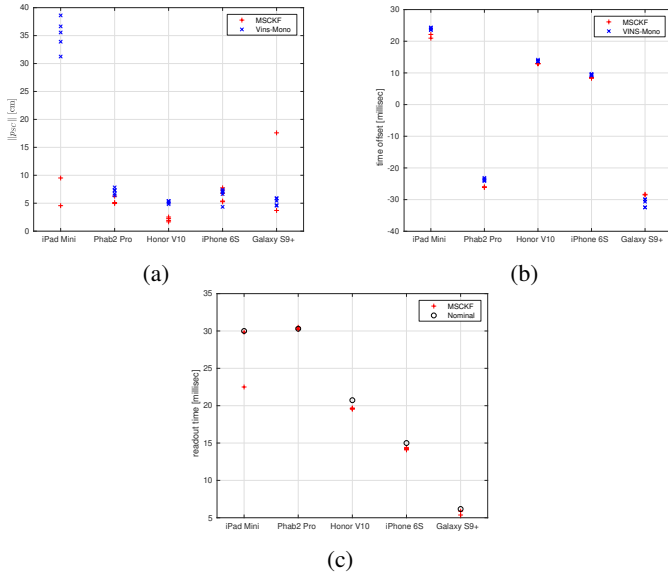 40
35
30
25
20
15
10
5
0
||p_SC|| [cm]
MSCKF
Vins-Mono
iPad Mini Phab2 Pro Honor V10 iPhone 6S Galaxy S9+
(a)
40
30
20
10
0
-10
-20
-30
-40
time offset [millisec]
MSCKF
VINS-Mono
iPad Mini Phab2 Pro Honor V10 iPhone 6S Galaxy S9+
(b)
35
30
25
20
15
10
5
readout time [millisec]
MSCKF
Nominal
iPad Mini Phab2 Pro Honor V10 iPhone 6S Galaxy S9+
(c)